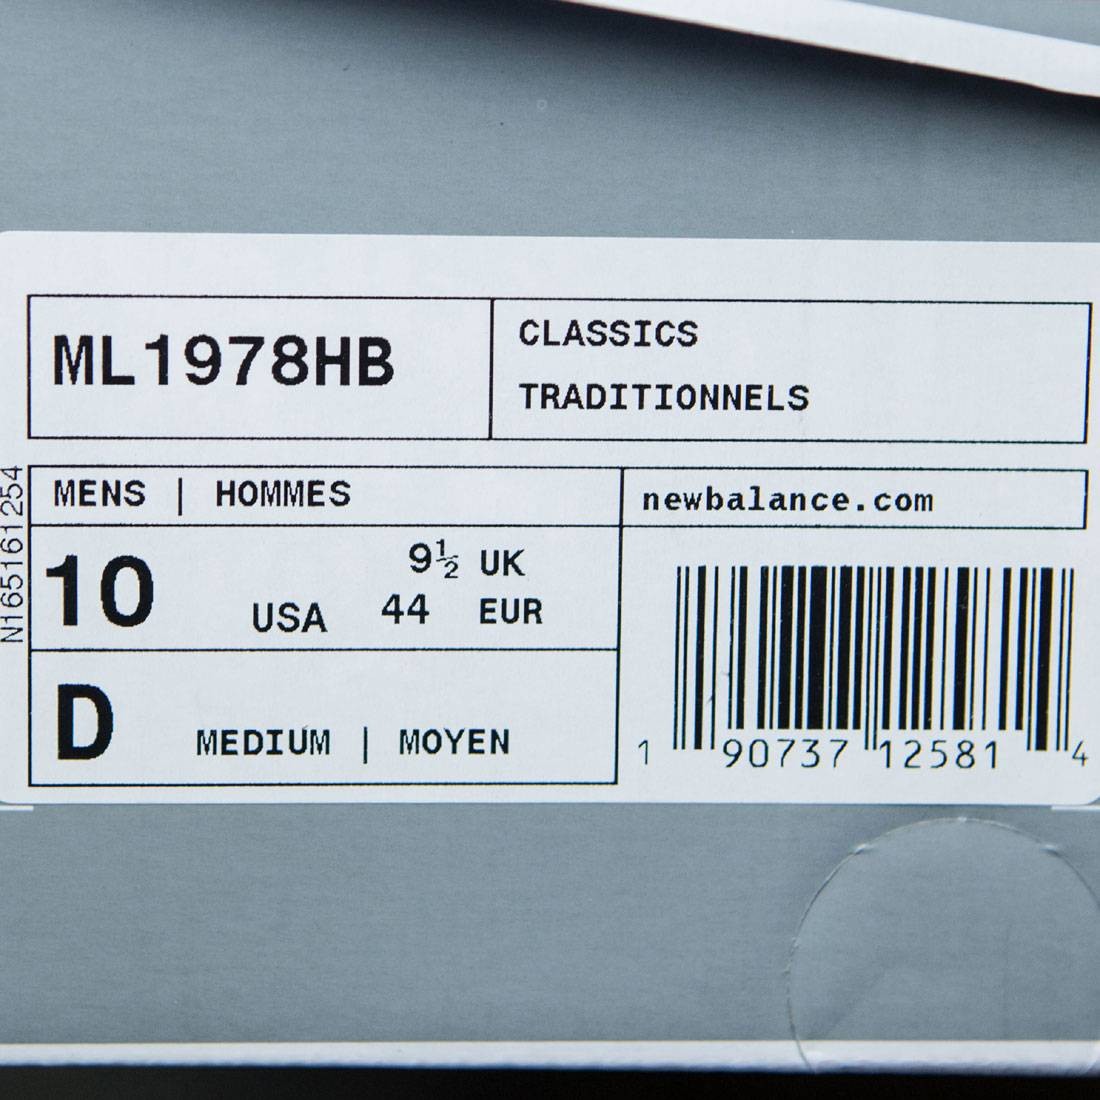 ML1978HB
CLASSICS
TRADITIONNELS
N165161254
MENS | HOMMES
newbalance.com
10 USA
9½ UK
44 EUR
D MEDIUM | MOYEN
1 90737 12581 4